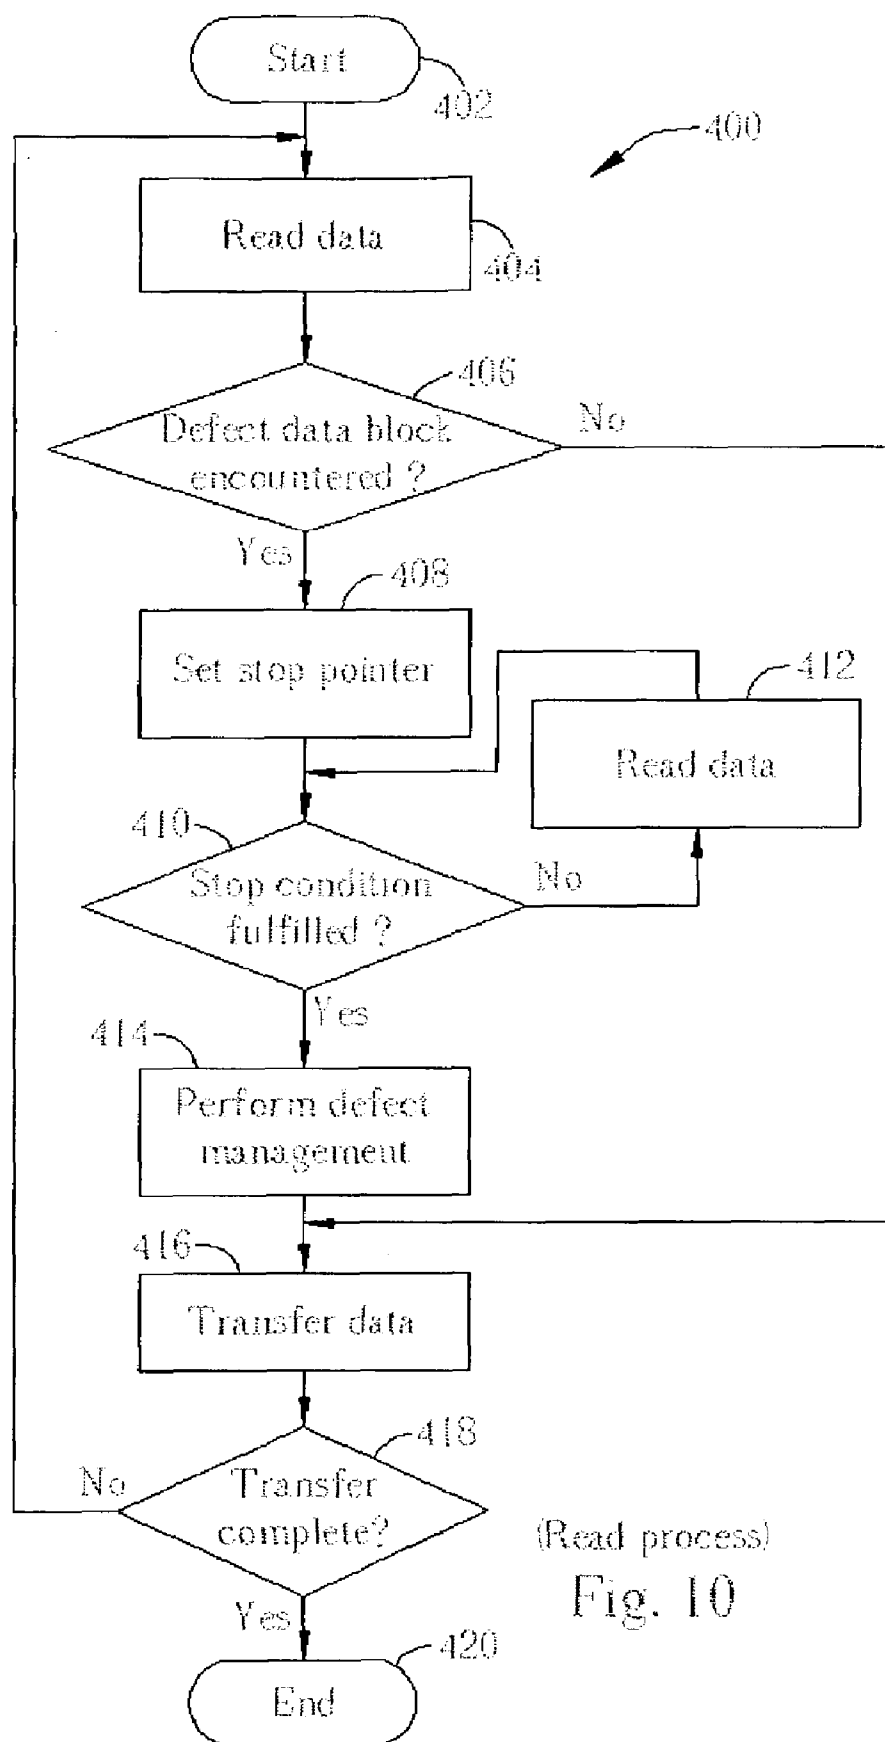 Start
402
400
Read data
404
406
Defect data block
encountered ?
No
Yes
408
Set stop pointer
412
Read data
410
Stop condition
fulfilled ?
No
Yes
414
Perform defect
management
416
Transfer data
418
No
Transfer
complete?
Yes
(Read process)
Fig. 10
420
End